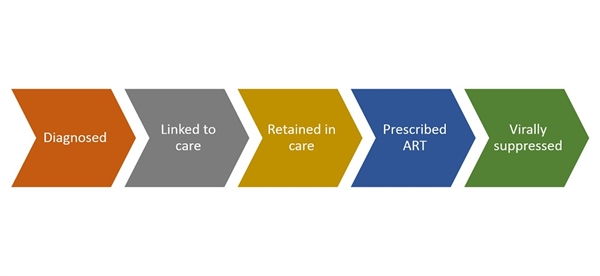 Diagnosed
Linked to
care
Retained in
care
Prescribed
ART
Virally
suppressed